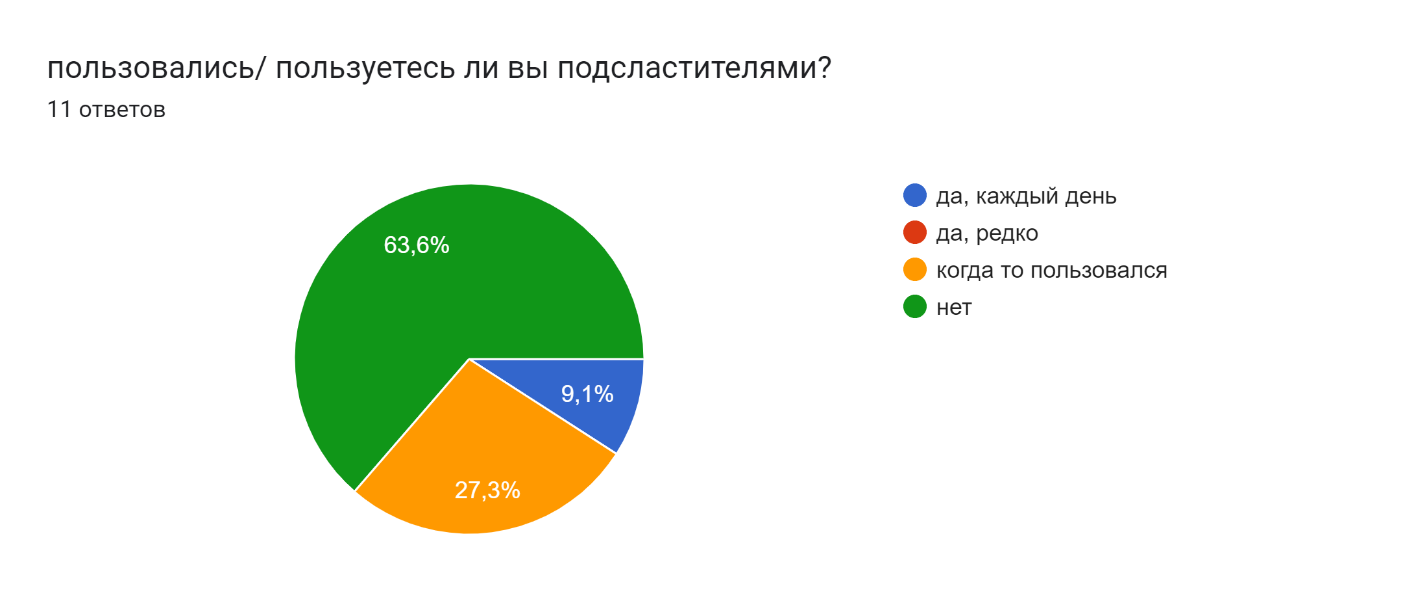 пользовались/ пользуетесь ли вы подсластителями?
11 ответов
63,6%
9,1%
27,3%
да, каждый день
да, редко
когда то пользовался
нет